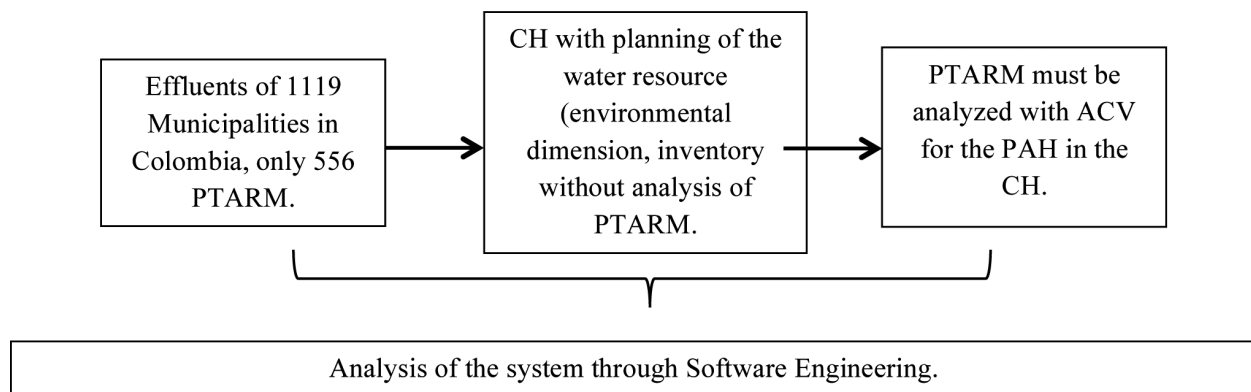 Effluents of 1119
Municipalities in
Colombia, only 556
PTARM.
CH with planning of the
water resource
(environmental
dimension, inventory
without analysis of
PTARM.
PTARM must be
analyzed with ACV
for the PAH in the
CH.
Analysis of the system through Software Engineering.